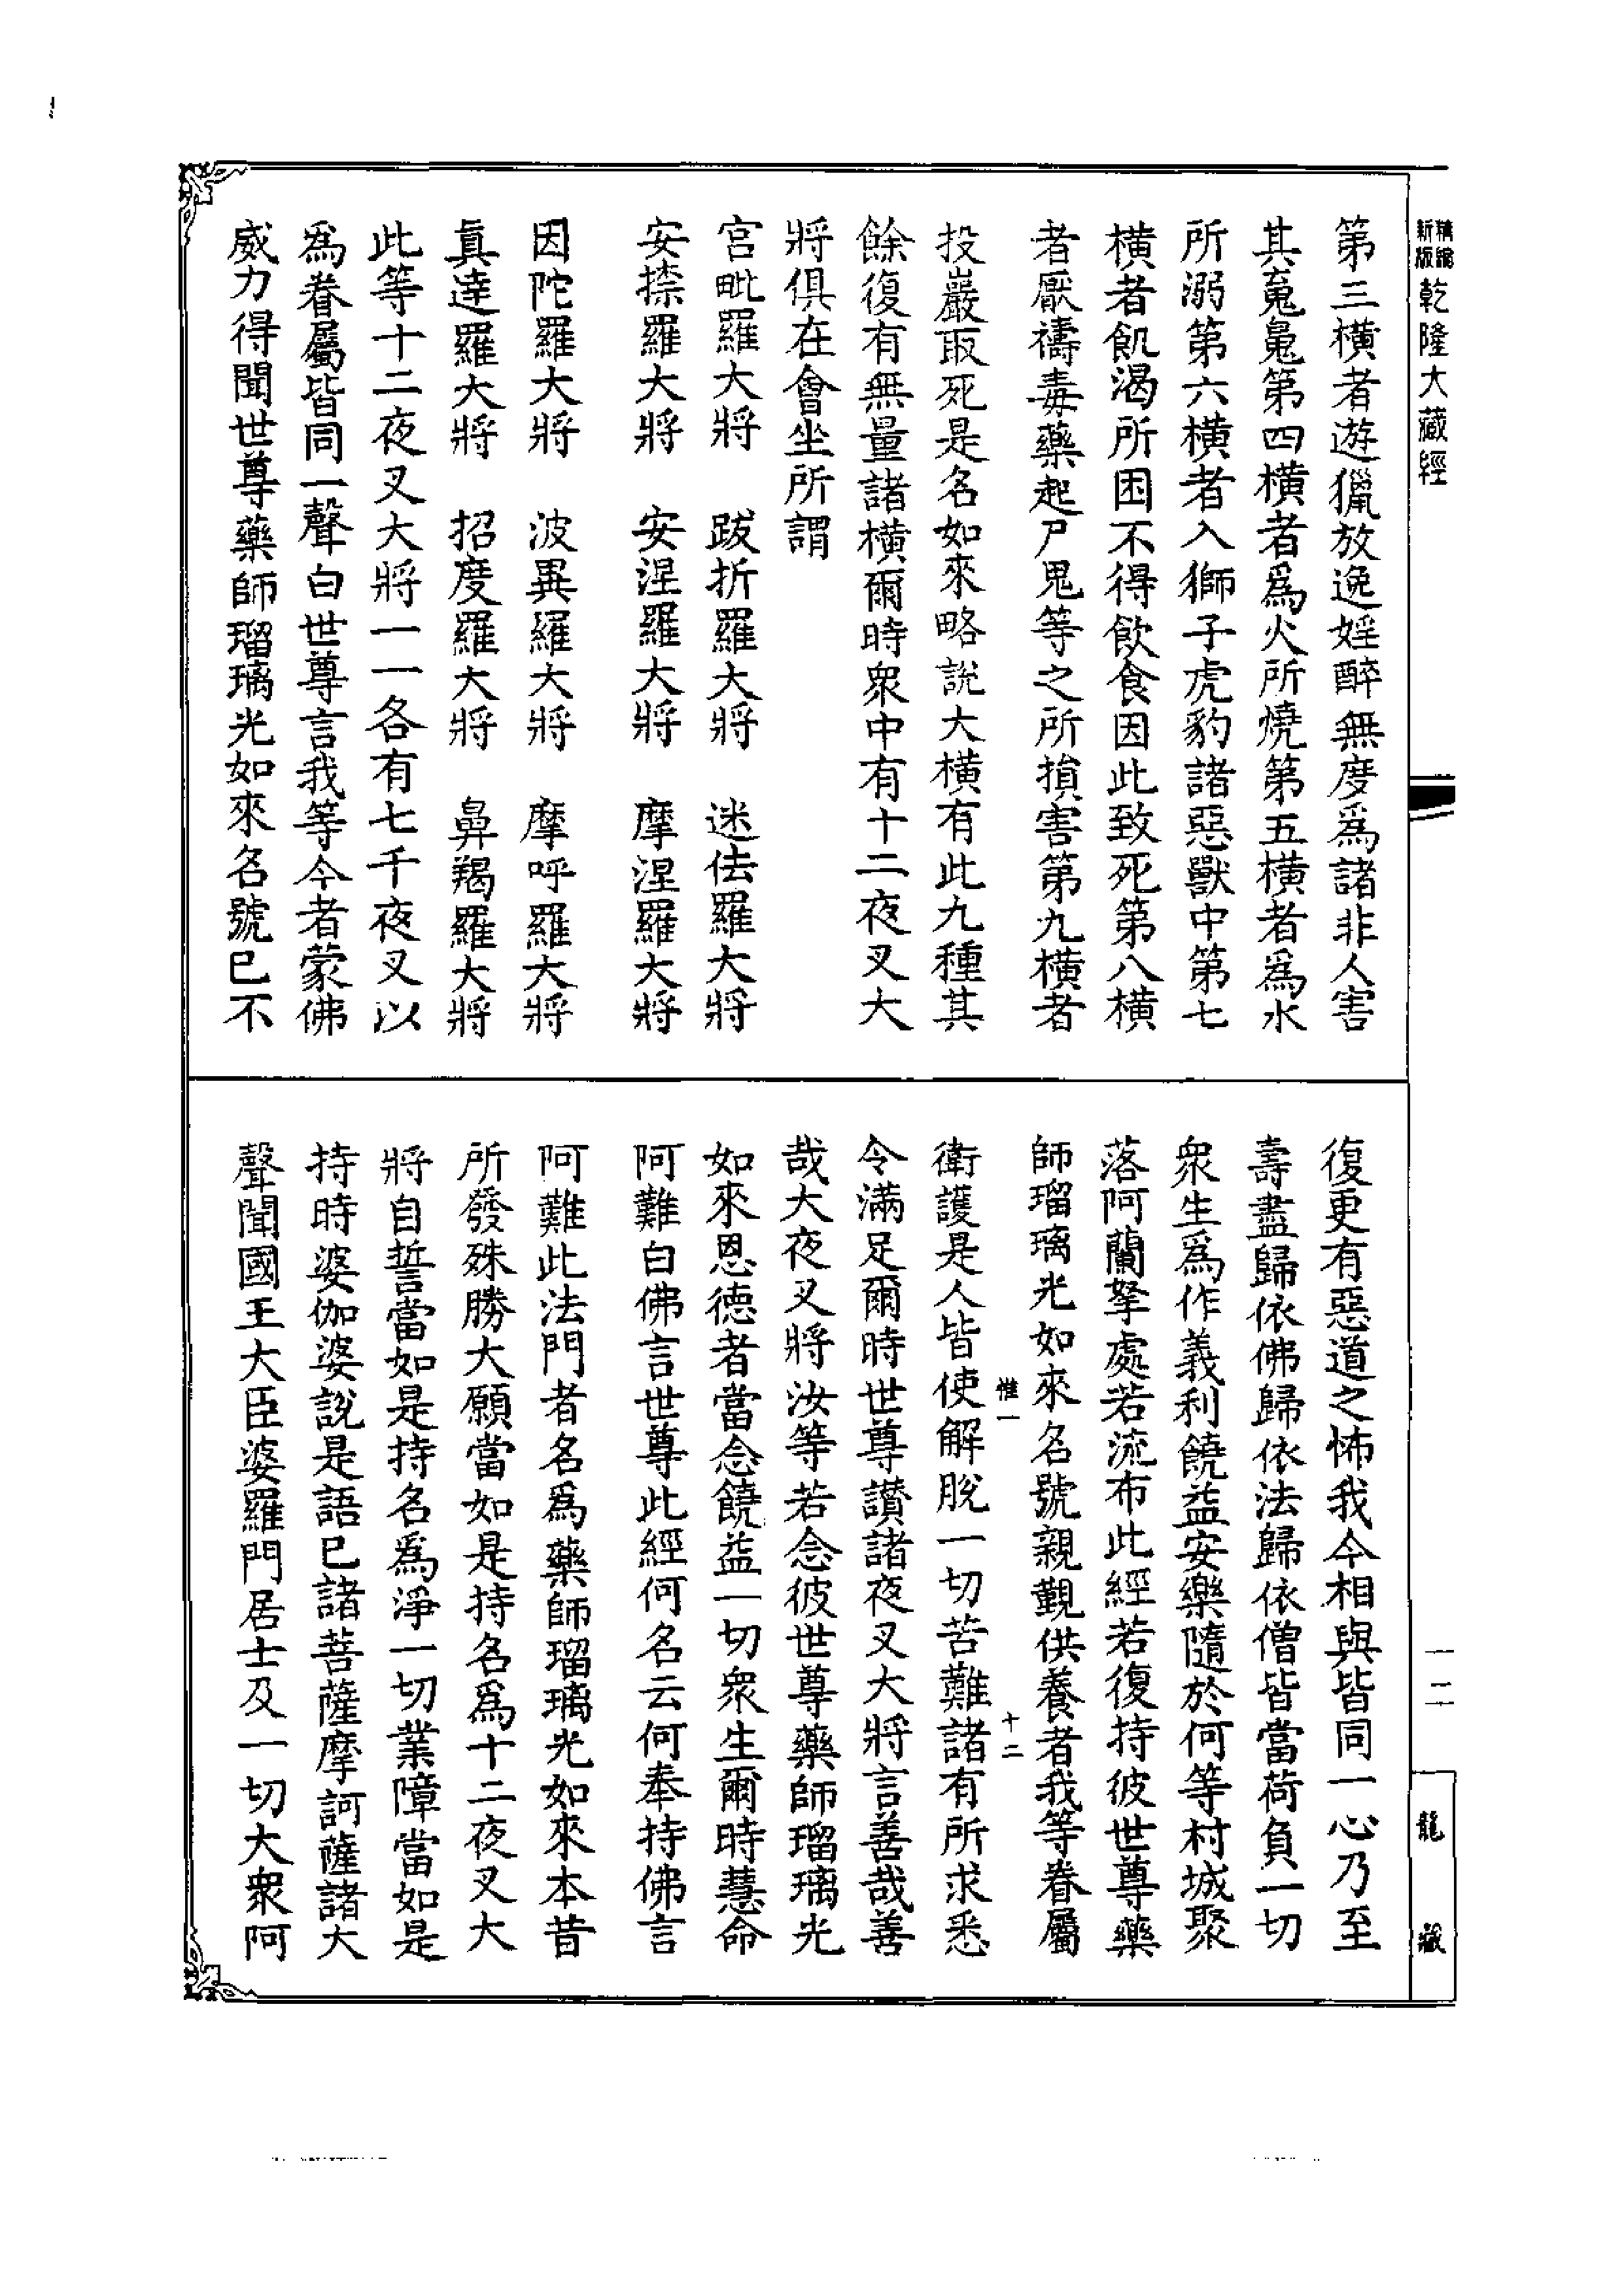 新版 精縮 乾隆大藏經
第三橫者遊獵放逸婬醉無度爲諸非人害
其䰟鬼第四橫者爲火所燒第五橫者爲水
所溺第六橫者入獅子虎豹諸惡獸中第七
橫者飢渴所困不得飲食因此致死第八橫
者厭禱毒藥起尸鬼等之所損害第九橫者
投巖取死是名如來略說大橫有此九種其
餘復有無量諸橫爾時眾中有十二夜叉大
將俱在會坐所謂
宮毗羅大將 跋折羅大將 迷佉羅大將
安捺羅大將 安涅羅大將 摩涅羅大將
因陀羅大將 波異羅大將 摩呼羅大將
真達羅大將 招度羅大將 鼻羯羅大將
此等十二夜叉大將一一各有七千夜叉以
爲眷屬皆同一聲白世尊言我等今者蒙佛
威力得聞世尊藥師瑠璃光如來名號已不
復更有惡道之怖我今相與皆同一心乃至
壽盡歸依佛歸依法歸依僧皆當荷負一切
眾生爲作義利饒益安樂隨於何等村城聚
落阿蘭拏處若流布此經若復持彼世尊藥
師瑠璃光如來名號親覲供養者我等眷屬
惟一 十二
衛護是人皆使解脫一切苦難諸有所求悉
令滿足爾時世尊讚諸夜叉大將言善哉善
哉大夜叉將汝等若念彼世尊藥師瑠璃光
如來恩德者當念饒益一切眾生爾時慧命
阿難白佛言世尊此經何名云何奉持佛言
阿難此法門者名爲藥師瑠璃光如來本昔
所發殊勝大願當如是持名爲十二夜叉大
將自誓當如是持名爲淨一切業障當如是
持時婆伽婆說是語已諸菩薩摩訶薩諸大
聲聞國王大臣婆羅門居士及一切大眾阿
一二
龍藏